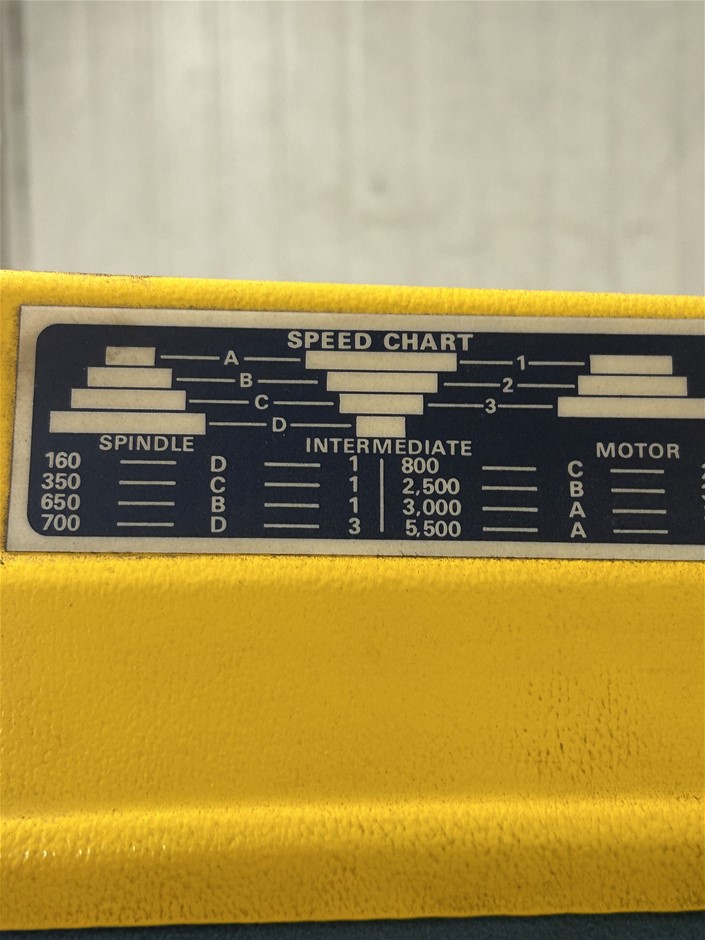 SPEED CHART
A 1
B 2
C 3
D
SPINDLE INTERMEDIATE MOTOR
160 D 1 800 C
350 C 1 2,500 B
650 B 1 3,000 A
700 D 3 5,500 A